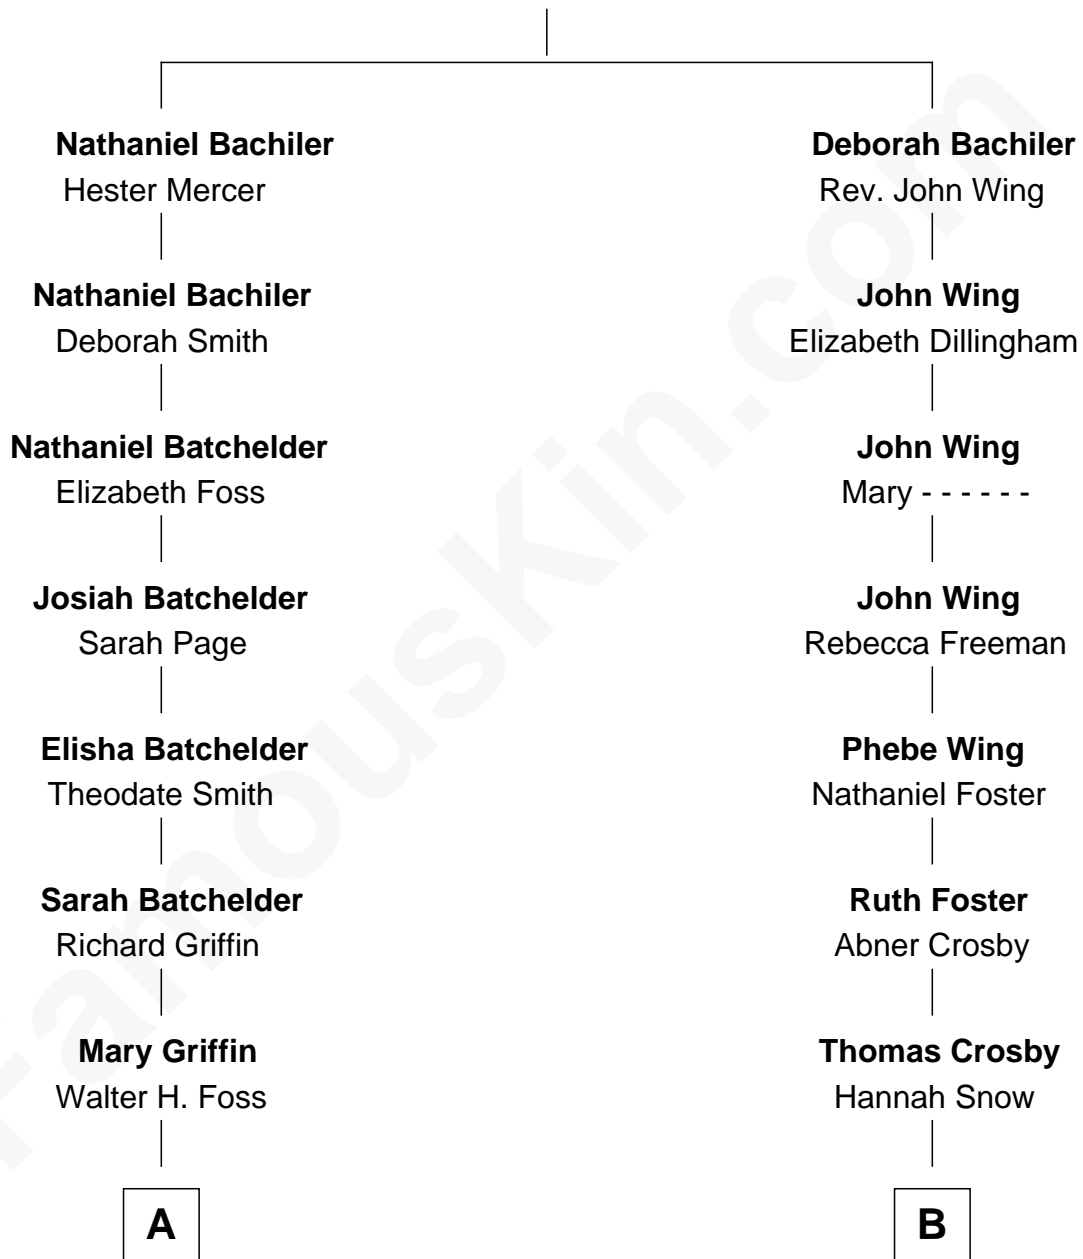 Nathaniel Bachiler
Hester Mercer
Nathaniel Bachiler
Deborah Smith
Nathaniel Batchelder
Elizabeth Foss
Josiah Batchelder
Sarah Page
Elisha Batchelder
Theodate Smith
Sarah Batchelder
Richard Griffin
Mary Griffin
Walter H. Foss
A
Deborah Bachiler
Rev. John Wing
John Wing
Elizabeth Dillingham
John Wing
Mary - - - - - -
John Wing
Rebecca Freeman
Phebe Wing
Nathaniel Foster
Ruth Foster
Abner Crosby
Thomas Crosby
Hannah Snow
B
FamousKin.com